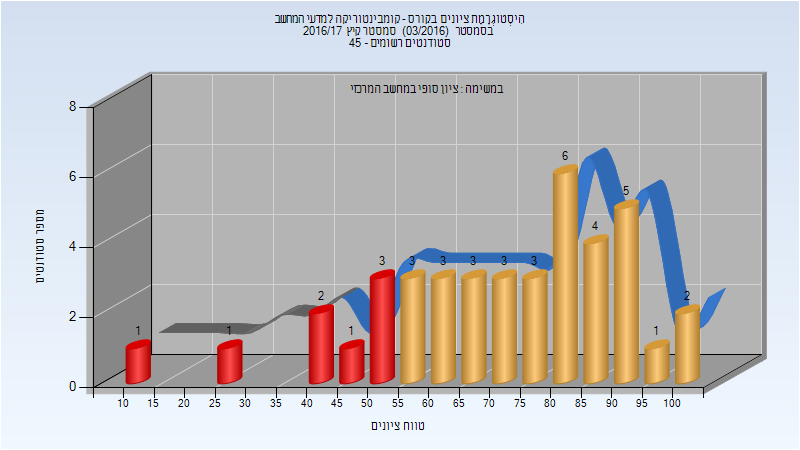 הִיסְטוֹגְרָמַת ציונים בקורס - קומבינטוריקה למדעי המחשב
בסמסטר (03/2016) סמסטר קיץ 2016/17
סטודנטים רשומים - 45
במשימה : ציון סופי במחשב המרכזי
מספר סטודנטים
8
6
4
2
0
1 1 2 1 3 3 3 3 3 3 6 4 5 1 2
10 15 20 25 30 35 40 45 50 55 60 65 70 75 80 85 90 95 100
טווח ציונים